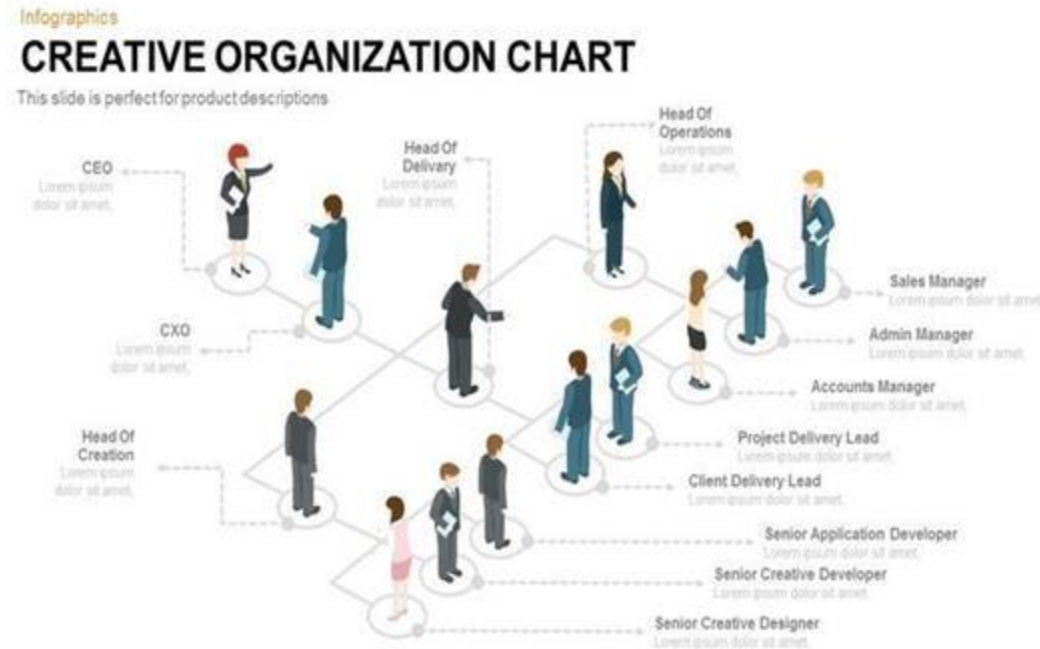 Infographics
CREATIVE ORGANIZATION CHART
This slide is perfect for product descriptions
CEO
Lorem ipsum
dolor sit amet,
Head Of
Delivary
Lorem ipsum
dolor sit amet,
Head Of
Operations
Lorem ipsum
dolor sit amet,
CXO
Lorem ipsum
dolor sit amet,
Sales Manager
Lorem ipsum dolor sit amet
Admin Manager
Lorem ipsum dolor sit amet,
Accounts Manager
Lorem ipsum dolor sit amet,
Head Of
Creation
Lorem ipsum
dolor sit amet,
Project Delivery Lead
Lorem ipsum dolor sit amet,
Client Delivery Lead
Lorem ipsum dolor sit amet,
Senior Application Developer
Lorem ipsum dolor sit amet,
Senior Creative Developer
Lorem ipsum dolor sit amet,
Senior Creative Designer
Lorem ipsum dolor sit amet,